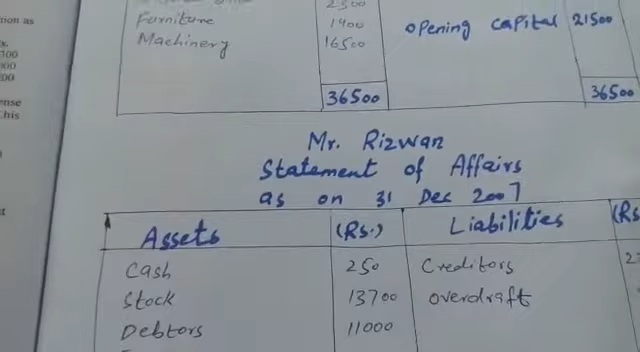 Furniture 1400 Opening capital 21500
Machinery 16500
36500 36500
Mr. Rizwan
Statement of Affairs
as on 31 Dec 2007
Assets (Rs.) Liabilities (Rs
Cash 250 Creditors
Stock 13700 overdraft
Debtors 11000